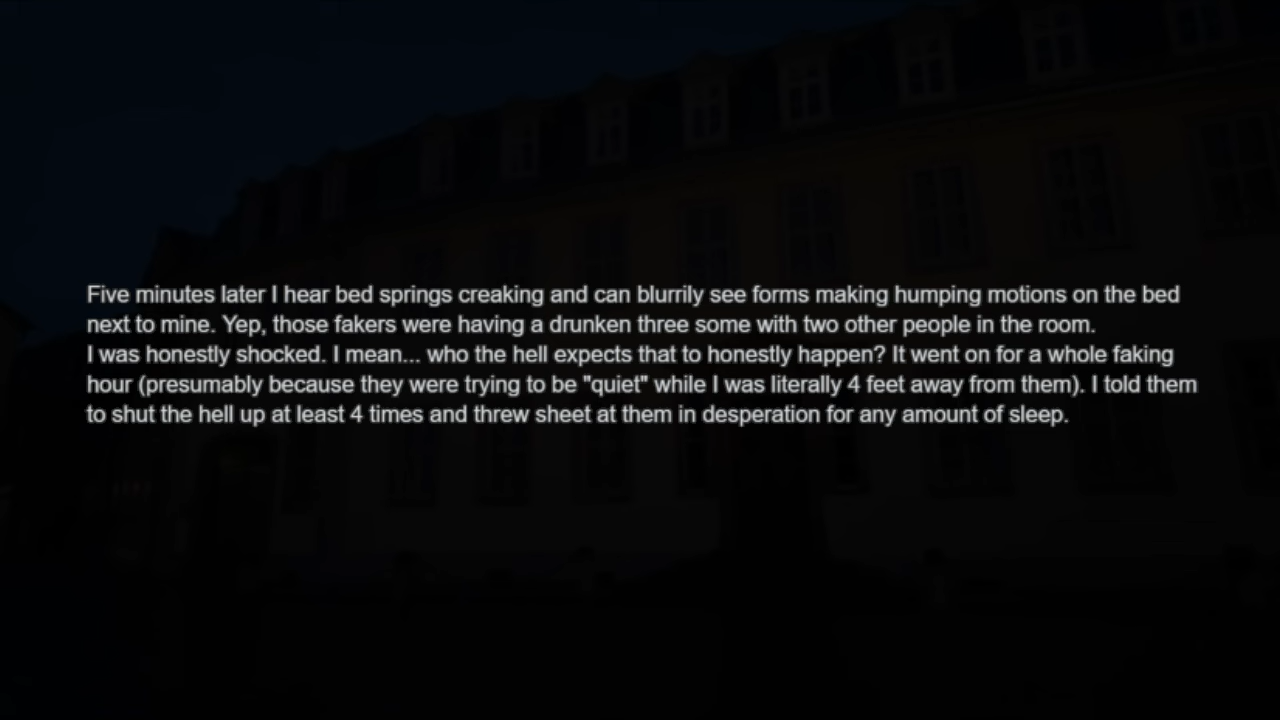 Five minutes later I hear bed springs creaking and can blurrily see forms making humping motions on the bed
next to mine. Yep, those fakers were having a drunken three some with two other people in the room.
I was honestly shocked. I mean... who the hell expects that to honestly happen? It went on for a whole faking
hour (presumably because they were trying to be "quiet" while I was literally 4 feet away from them). I told them
to shut the hell up at least 4 times and threw sheet at them in desperation for any amount of sleep.